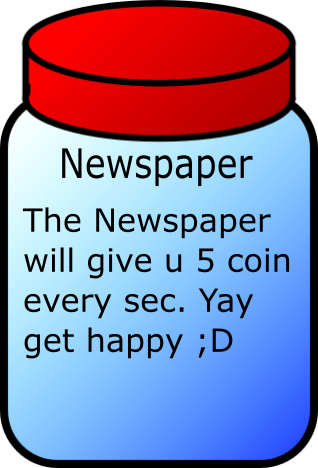 Newspaper
The Newspaper
will give u 5 coin
every sec. Yay
get happy ;D